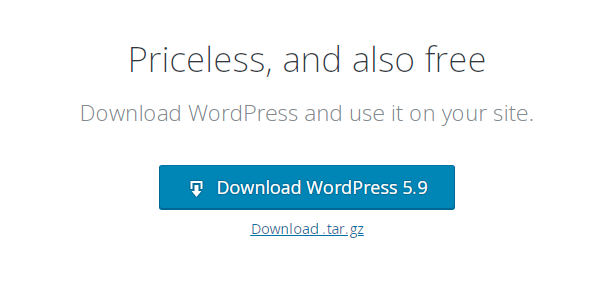 Priceless, and also free
Download WordPress and use it on your site.
Download WordPress 5.9
Download .tar.gz